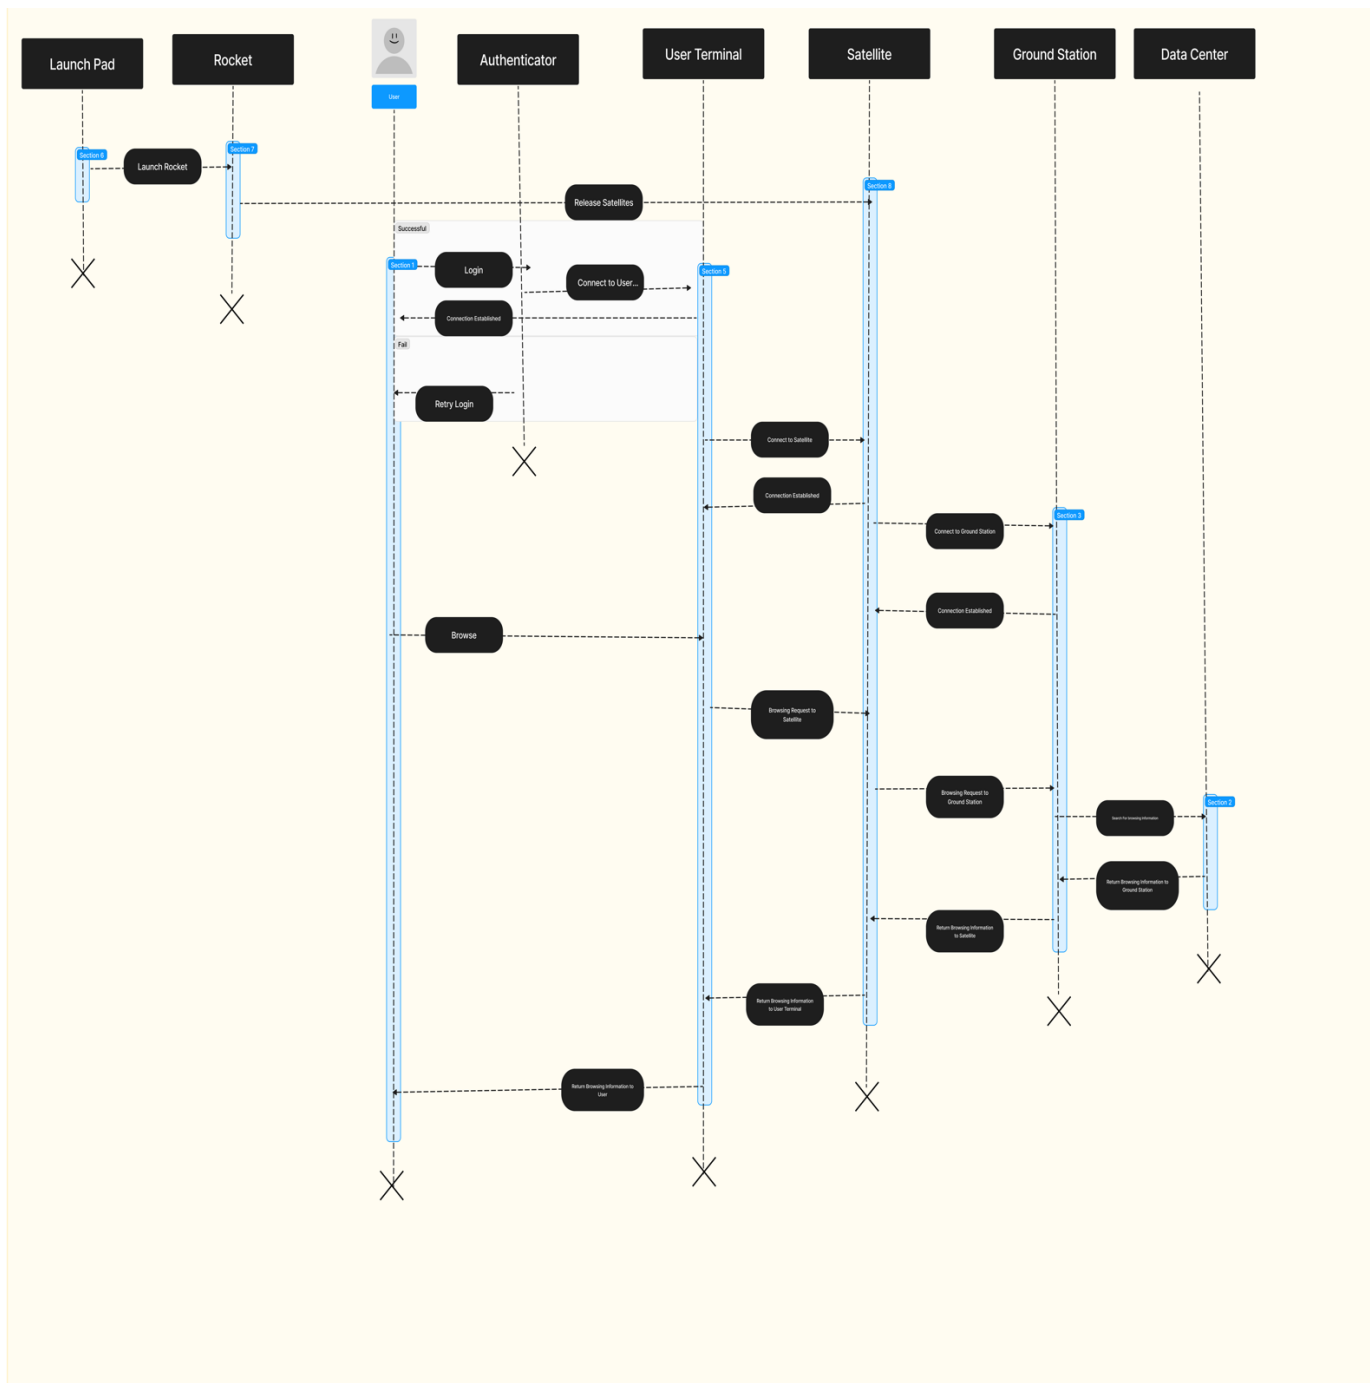 Launch Pad
Rocket
User
Authenticator
User Terminal
Satellite
Ground Station
Data Center
Section 6
Launch Rocket
Section 7
Release Satellites
Section 8
Successful
Section 1
Login
Connect to User...
Section 5
Connection Established
Fail
Retry Login
Connect to Satellite
Connection Established
Connect to Ground Station
Section 3
Connection Established
Browse
Browsing Request to
Satellite
Browsing Request to
Ground Station
Section 2
Search For browsing Information
Return Browsing Information to
Ground Station
Return Browsing Information
to Satellite
Return Browsing Information
to User Terminal
Return Browsing Information to
User